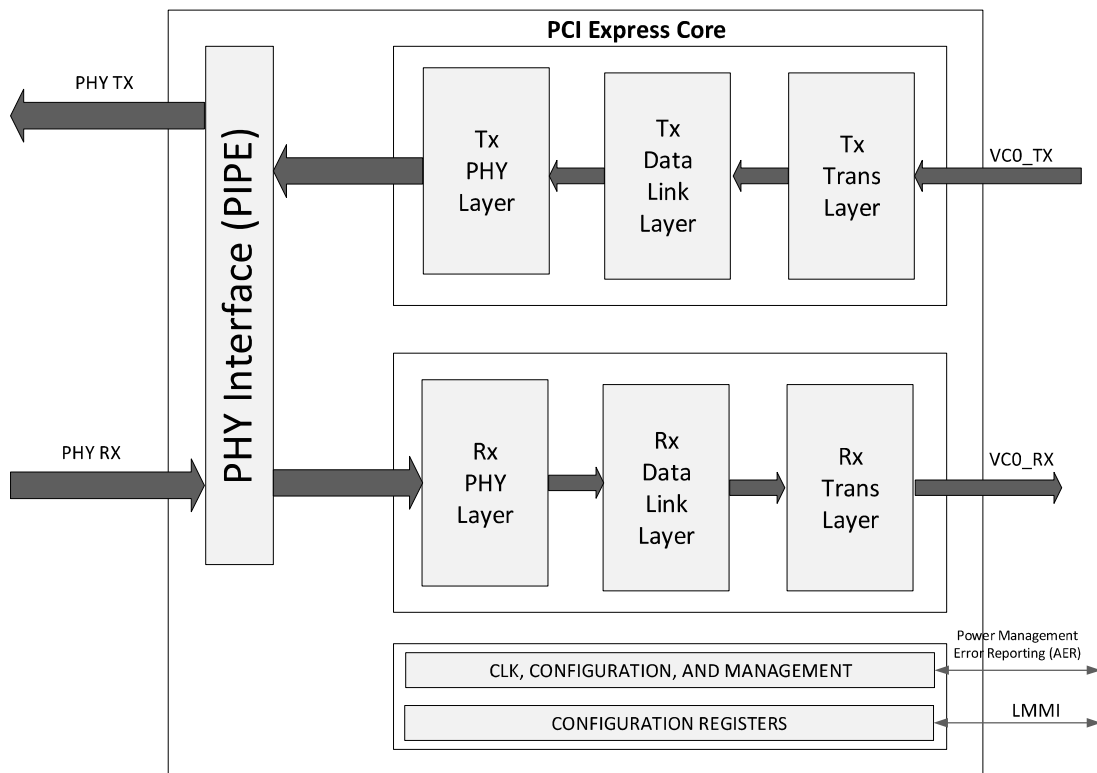 PCI Express Core
PHY TX
PHY Interface (PIPE)
Tx
PHY
Layer
Tx
Data
Link
Layer
Tx
Trans
Layer
VC0_TX
PHY RX
Rx
PHY
Layer
Rx
Data
Link
Layer
Rx
Trans
Layer
VC0_RX
Power Management
Error Reporting (AER)
CLK, CONFIGURATION, AND MANAGEMENT
CONFIGURATION REGISTERS
LMMI